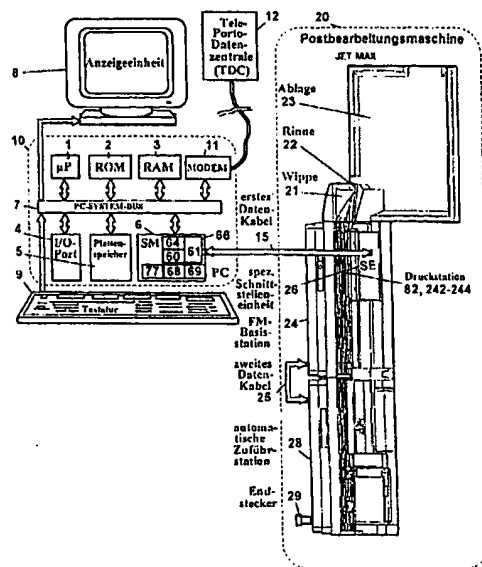 20
Postbearbeitungsmaschine
JET MAX
Tele-
Porto-
Daten-
zentrale
(TDC)
12
8
Anzeigeeinheit
Ablage
23
Rinne
22
Wippe
21
10
1
2
3
11
µP
ROM
RAM
MODEM
7
PC-SYSTEM-BUS
erstes
Daten-
Kabel
15
4
I/O-
Port
5
Platten-
speicher
6
SM
64
66
60
61
77
68
69
PC
SE
26
Druckstation
82, 242-244
spez.
Schnitt-
stellen-
einheit
24
FM-
Basis-
station
9
Tastatur
zweites
Daten-
Kabel
25
automa-
tische
Zuführ-
station
28
End-
stecker
29